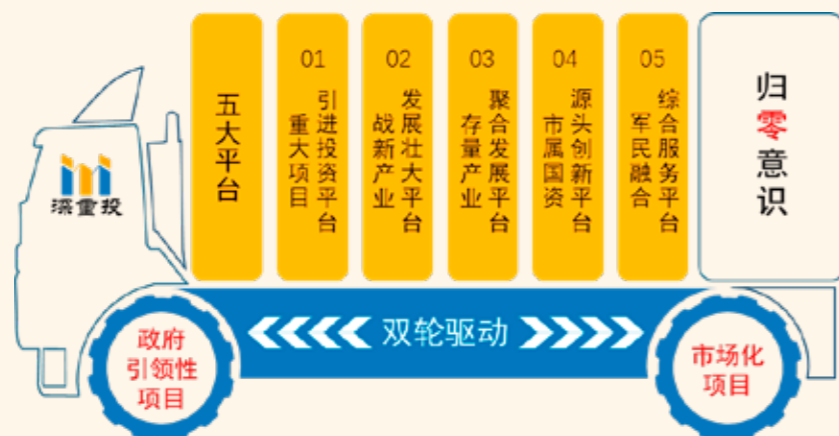 深重投
五大平台
01
重大项目
引进投资平台
02
战新产业
发展壮大平台
03
存量产业
聚合发展平台
04
市属国资
源头创新平台
05
军民融合
综合服务平台
归零意识
政府
引领性
项目
双轮驱动
市场化
项目